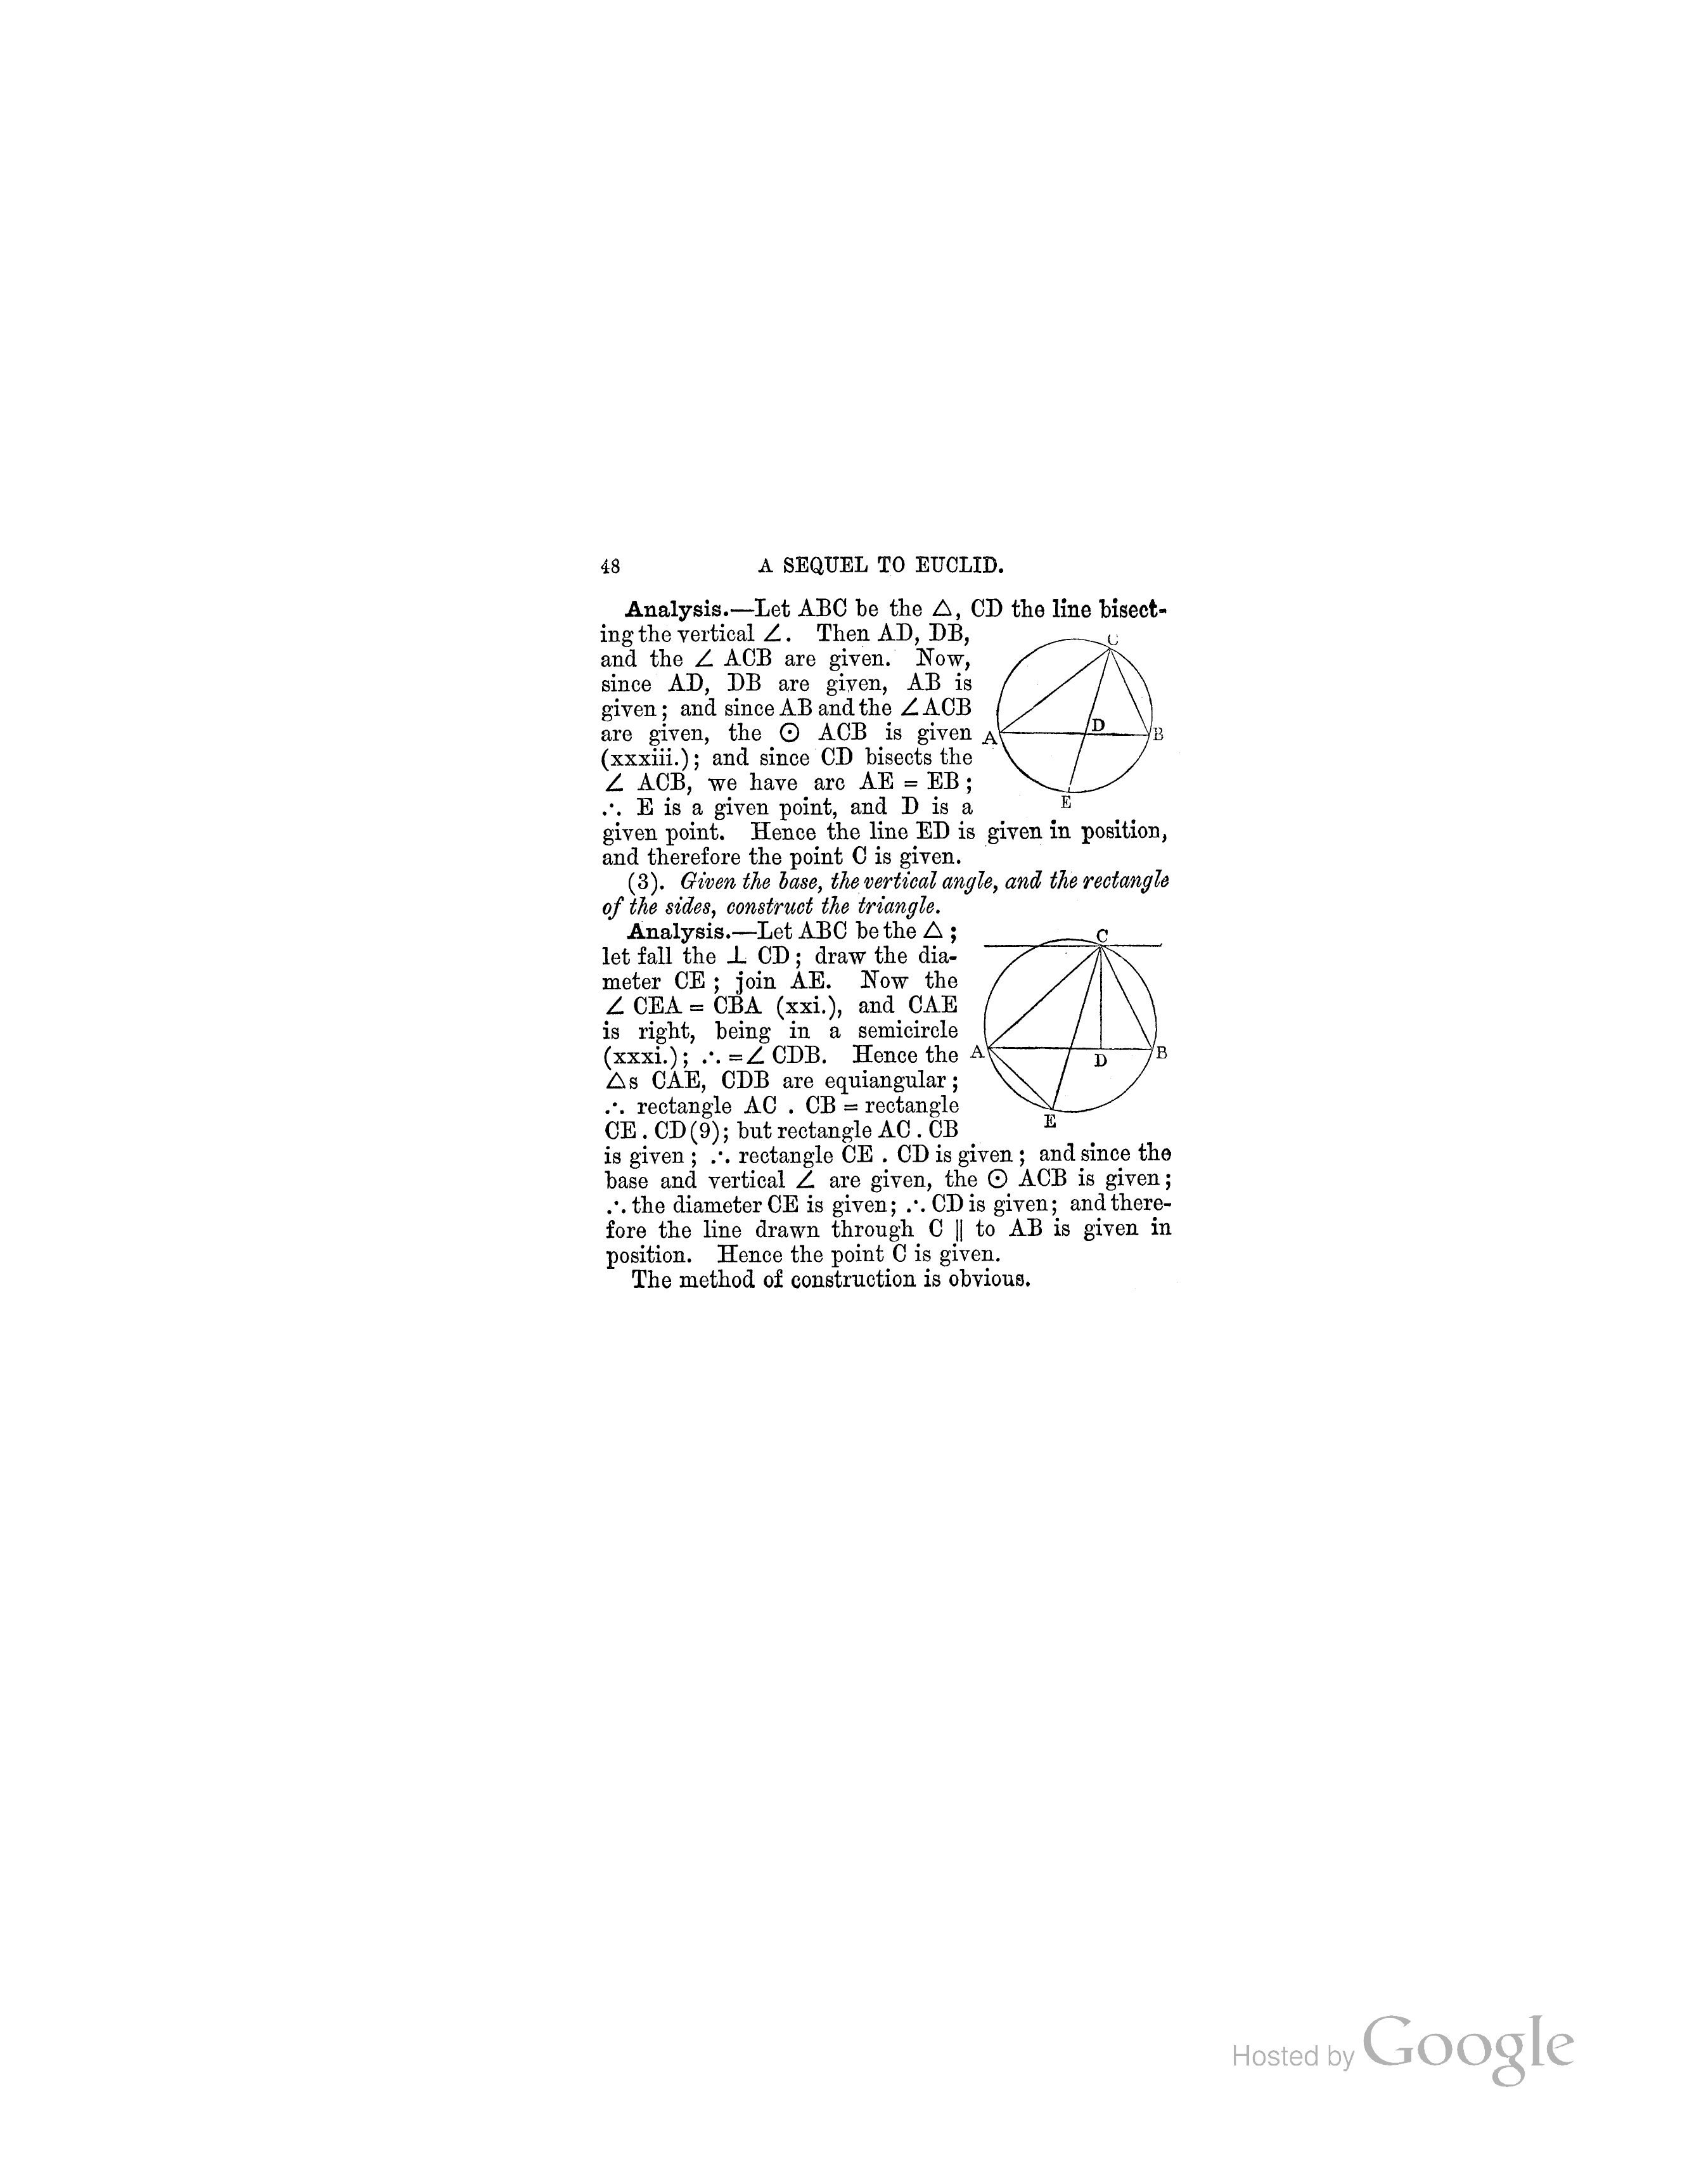 48 A SEQUEL TO EUCLID.
Analysis.—Let ABC be the △, CD the line bisect-
ing the vertical ∠. Then AD, DB,
and the ∠ ACB are given. Now,
since AD, DB are given, AB is
given; and since AB and the ∠ ACB
are given, the ⊙ ACB is given
(xxxiii.); and since CD bisects the
∠ ACB, we have arc AE = EB;
∴ E is a given point, and D is a
given point. Hence the line ED is given in position,
and therefore the point C is given.
C
D
A
B
E
(3). Given the base, the vertical angle, and the rectangle
of the sides, construct the triangle.
Analysis.—Let ABC be the △;
let fall the ⊥ CD; draw the dia-
meter CE; join AE. Now the
∠ CEA = CBA (xxi.), and CAE
is right, being in a semicircle
(xxxi.); ∴ =∠ CDB. Hence the
△s CAE, CDB are equiangular;
∴ rectangle AC . CB = rectangle
CE . CD (9); but rectangle AC . CB
is given; ∴ rectangle CE . CD is given; and since the
base and vertical ∠ are given, the ⊙ ACB is given;
∴ the diameter CE is given; ∴ CD is given; and there-
fore the line drawn through C ∥ to AB is given in
position. Hence the point C is given.
The method of construction is obvious.
C
A
D
B
E
Hosted by Google